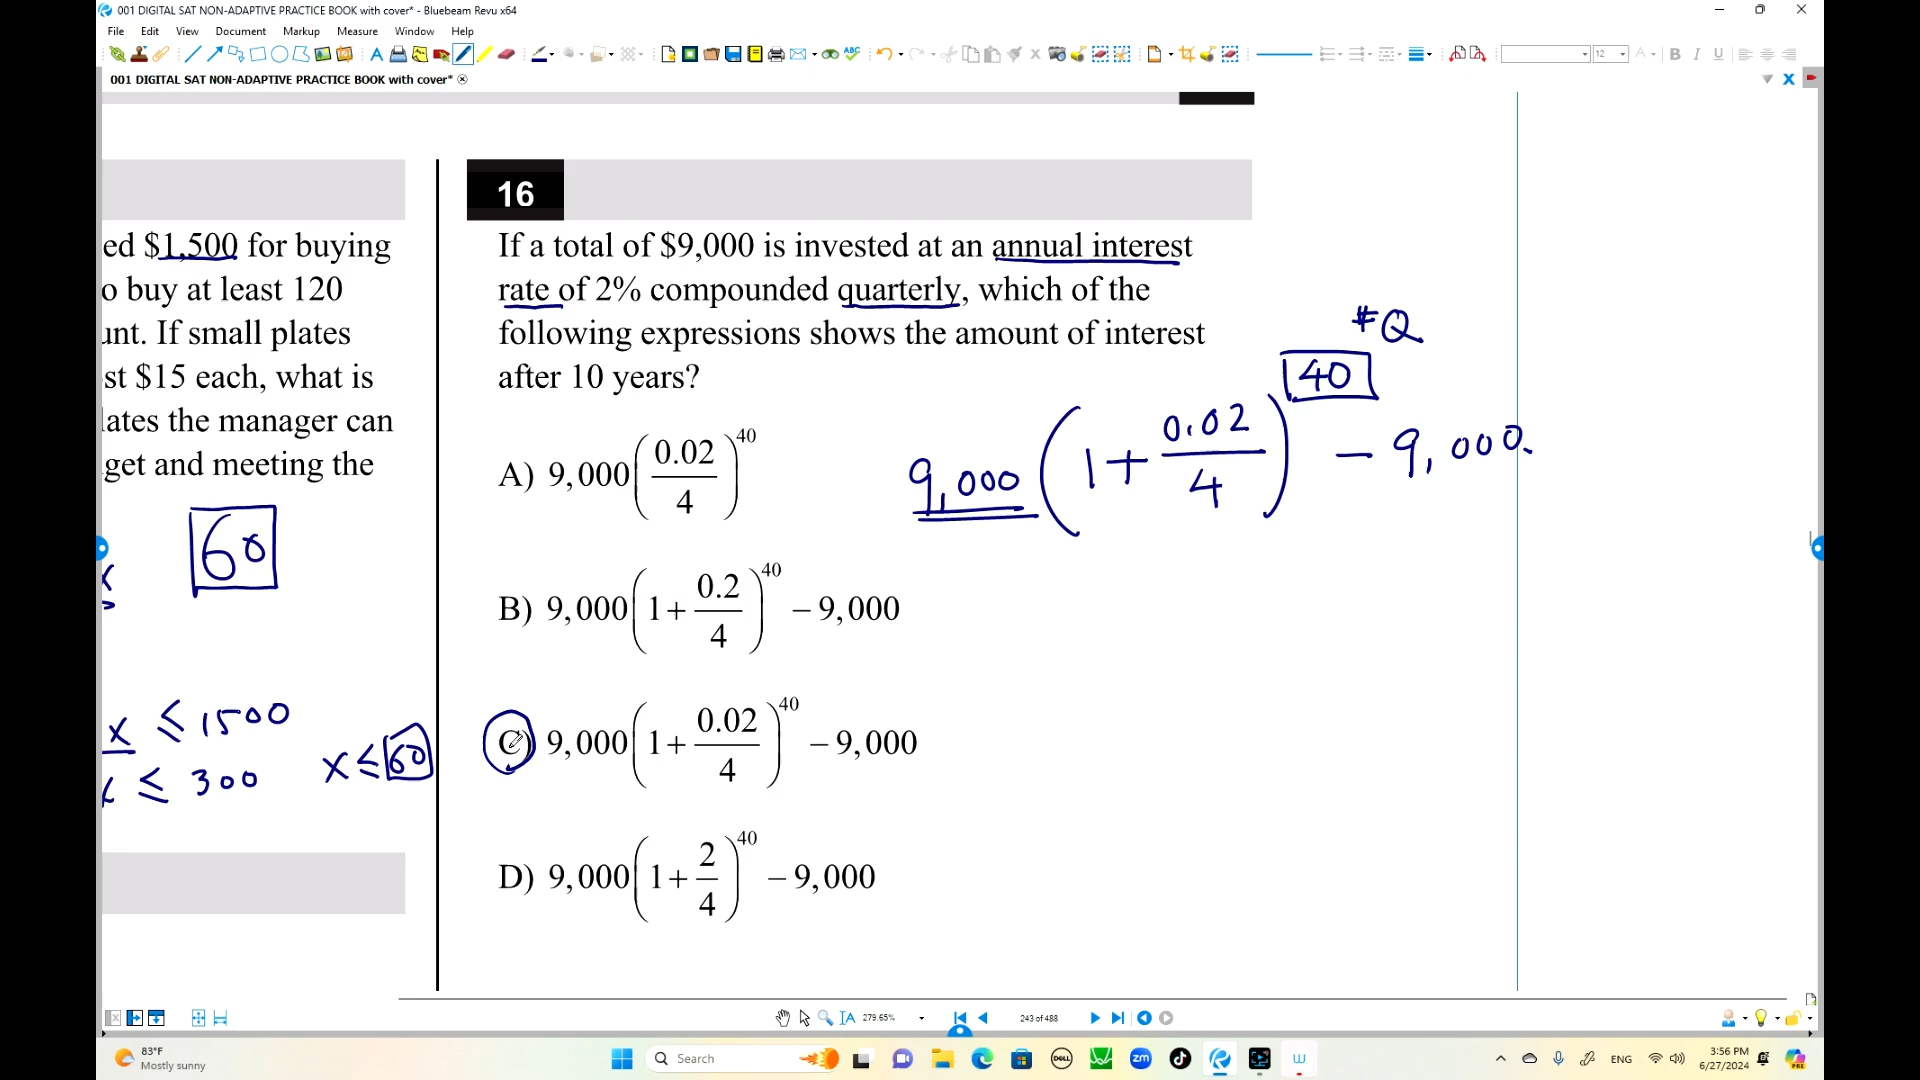 001 DIGITAL SAT NON-ADAPTIVE PRACTICE BOOK with cover* - Bluebeam Revu x64
File Edit View Document Markup Measure Window Help
12
001 DIGITAL SAT NON-ADAPTIVE PRACTICE BOOK with cover*
ed $1,500 for buying
o buy at least 120
unt. If small plates
st $15 each, what is
lates the manager can
get and meeting the
60
x ≤ 1500
x ≤ 300
x ≤ 60
16
If a total of $9,000 is invested at an annual interest
rate of 2% compounded quarterly, which of the
following expressions shows the amount of interest
after 10 years?
A) 9,000(0.02/4)^40
B) 9,000(1+0.2/4)^40 – 9,000
C) 9,000(1+0.02/4)^40 – 9,000
D) 9,000(1+2/4)^40 – 9,000
#Q
9,000 (1 + 0.02/4)^40 – 9,000.
279.65%
243 of 488
83°F
Mostly sunny
Search
DELL
zm
W
ENG
3:56 PM
6/27/2024